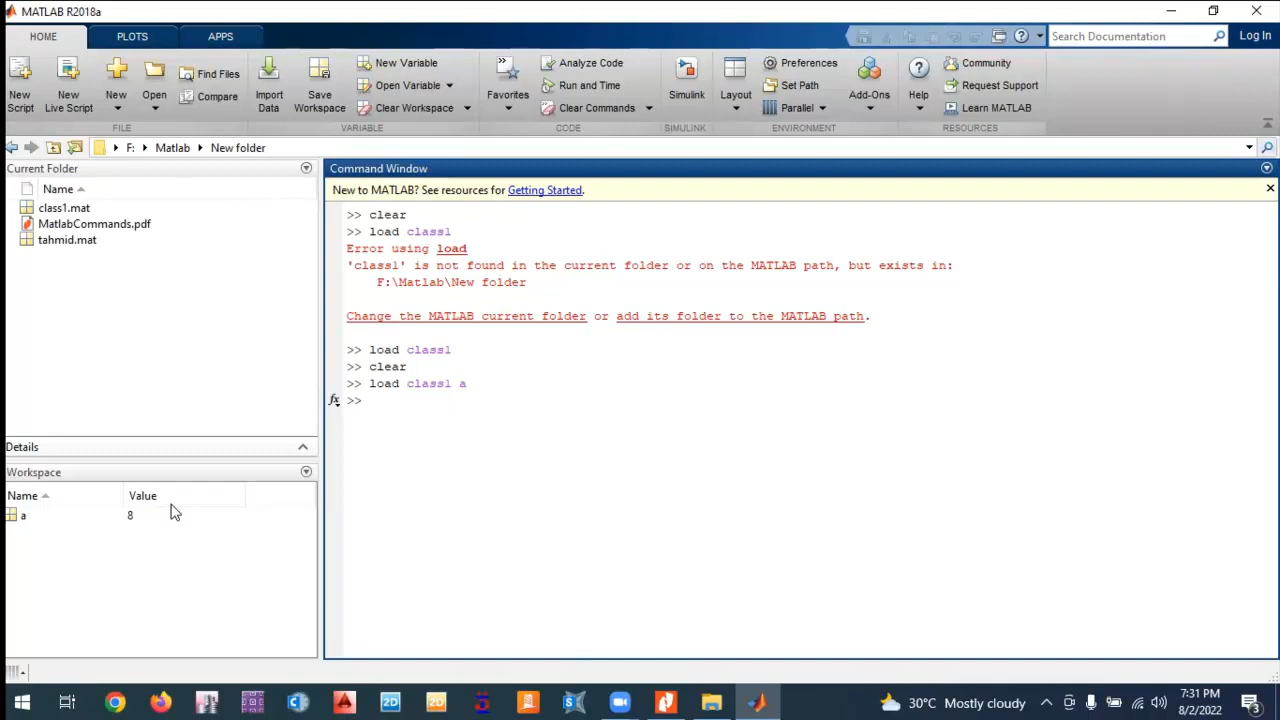 MATLAB R2018a
HOME PLOTS APPS
Search Documentation Log In
New Script
New Live Script
New
Open
Find Files
Compare
Import Data
Save Workspace
New Variable
Open Variable
Clear Workspace
Favorites
Analyze Code
Run and Time
Clear Commands
Simulink
Layout
Preferences
Set Path
Parallel
Add-Ons
Help
Community
Request Support
Learn MATLAB
FILE VARIABLE CODE SIMULINK ENVIRONMENT RESOURCES
F: Matlab New folder
Current Folder
Name
class1.mat
MatlabCommands.pdf
tahmid.mat
Details
Workspace
Name Value
a 8
Command Window
New to MATLAB? See resources for Getting Started.
>> clear
>> load class1
Error using load
'class1' is not found in the current folder or on the MATLAB path, but exists in:
F:\Matlab\New folder
Change the MATLAB current folder or add its folder to the MATLAB path.
>> load class1
>> clear
>> load class1 a
fx >>
30°C Mostly cloudy
7:31 PM
8/2/2022
3